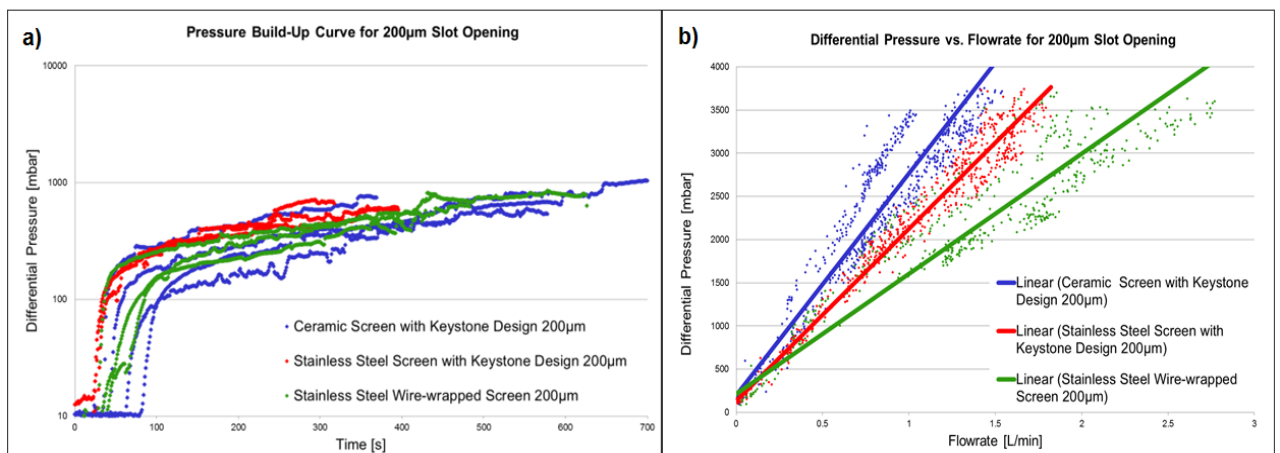 a)
Pressure Build-Up Curve for 200µm Slot Opening
Differential Pressure [mbar]
10000
1000
100
10
0
100
200
300
400
500
600
700
Time [s]
Ceramic Screen with Keystone Design 200µm
Stainless Steel Screen with Keystone Design 200µm
Stainless Steel Wire-wrapped Screen 200µm
b)
Differential Pressure vs. Flowrate for 200µm Slot Opening
Differential Pressure [mbar]
4000
3500
3000
2500
2000
1500
1000
500
0
0
0.5
1
1.5
2
2.5
3
Flowrate [L/min]
Linear (Ceramic Screen with Keystone
Design 200µm)
Linear (Stainless Steel Screen with
Keystone Design 200µm)
Linear (Stainless Steel Wire-wrapped
Screen 200µm)